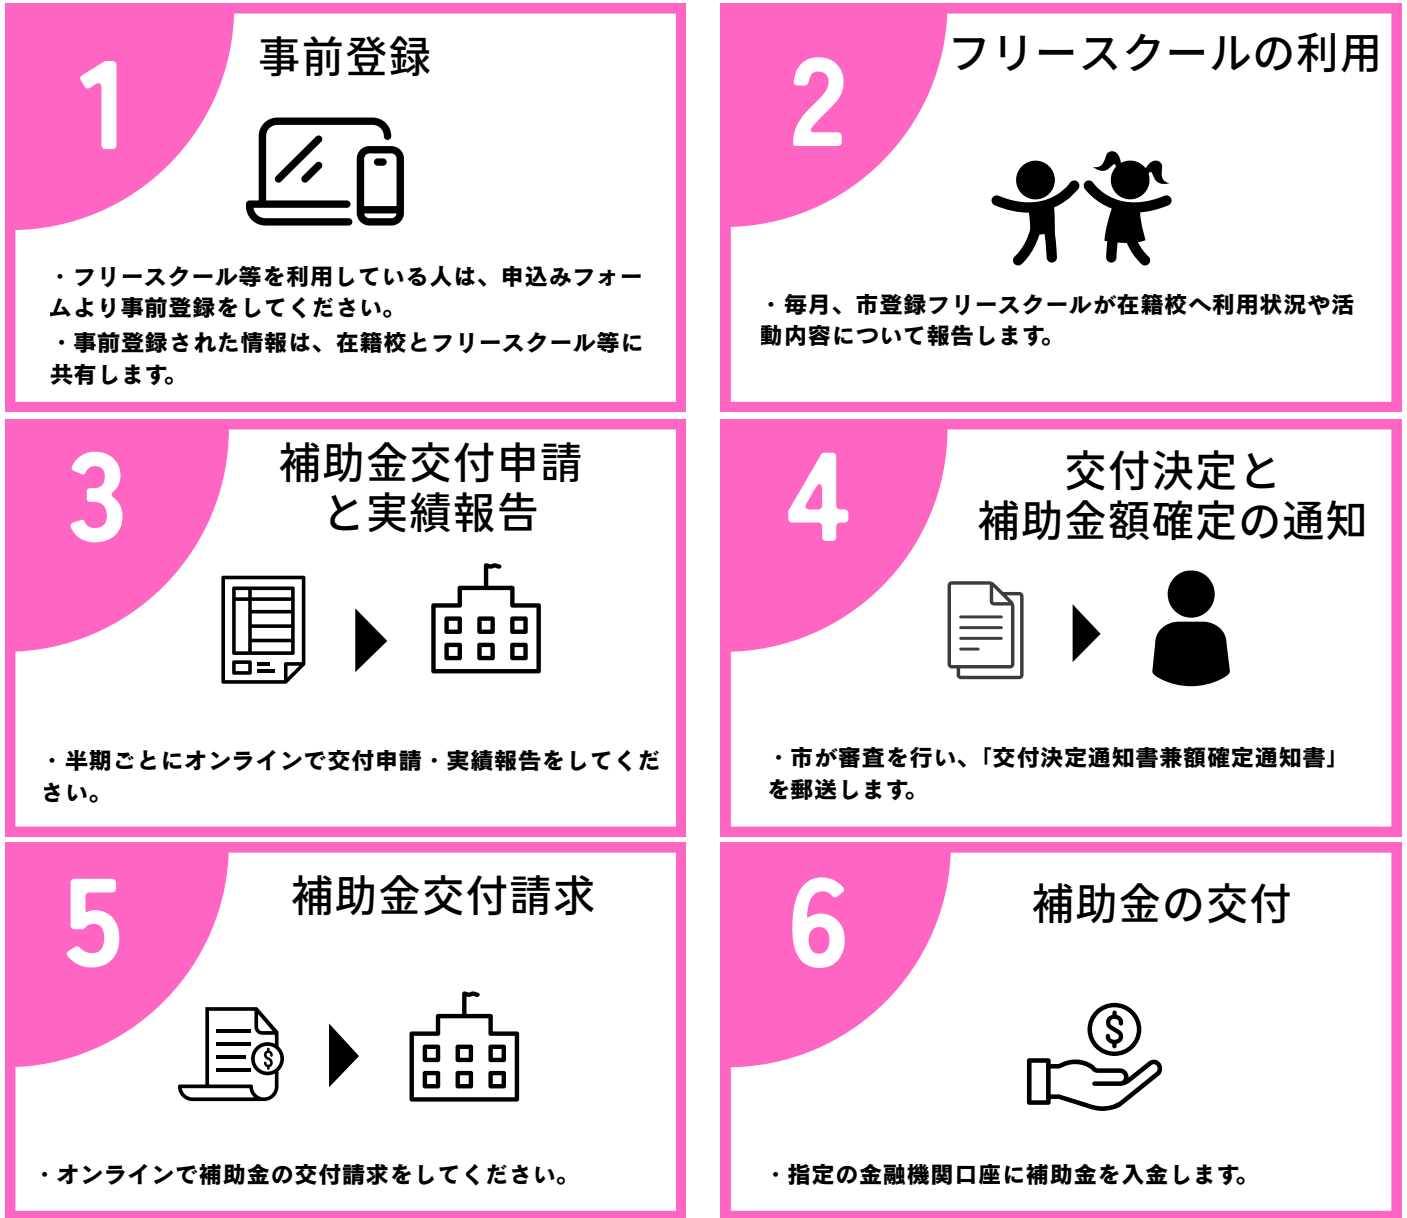 1
事前登録
・フリースクール等を利用している人は、申込みフォー
ムより事前登録をしてください。
・事前登録された情報は、在籍校とフリースクール等に
共有します。
2
フリースクールの利用
・毎月、市登録フリースクールが在籍校へ利用状況や活
動内容について報告します。
3
補助金交付申請
と実績報告
・半期ごとにオンラインで交付申請・実績報告をしてくだ
さい。
4
交付決定と
補助金額確定の通知
・市が審査を行い、「交付決定通知書兼額確定通知書」
を郵送します。
5
補助金交付請求
$
・オンラインで補助金の交付請求をしてください。
6
補助金の交付
$
・指定の金融機関口座に補助金を入金します。